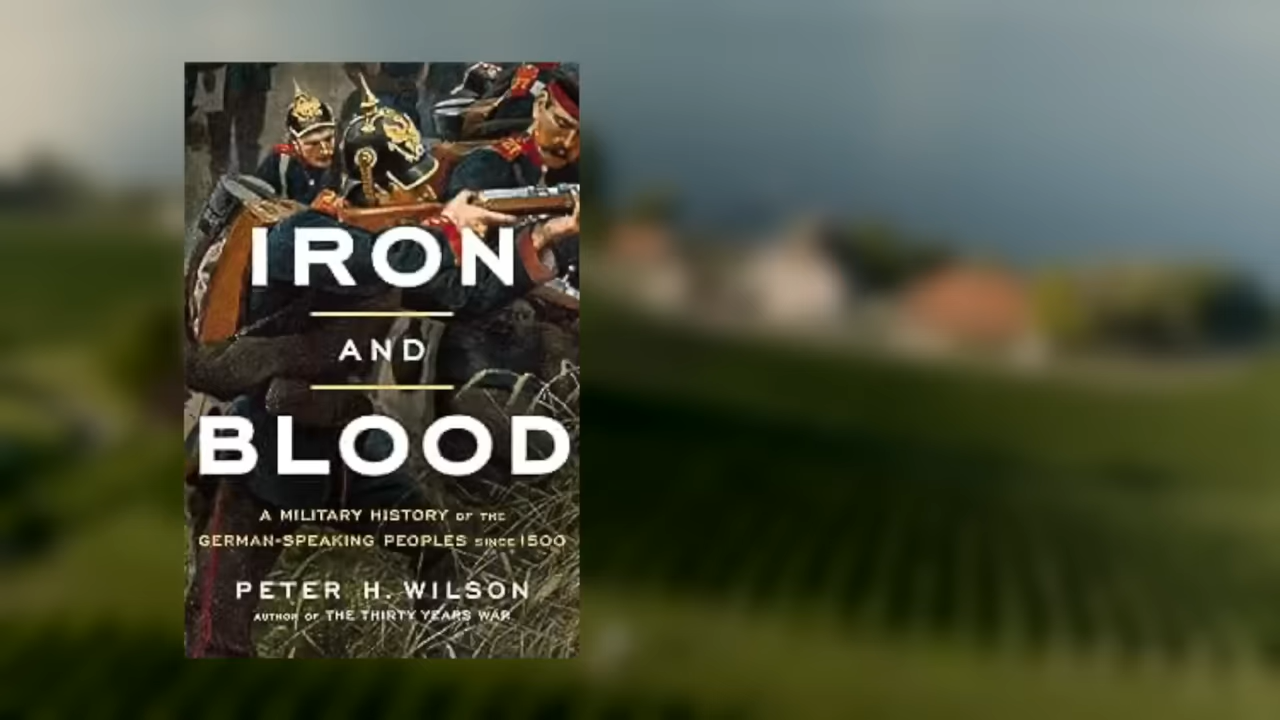 IRON
AND
BLOOD
A MILITARY HISTORY OF THE
GERMAN-SPEAKING PEOPLES SINCE 1500
PETER H. WILSON
AUTHOR OF THE THIRTY YEARS WAR